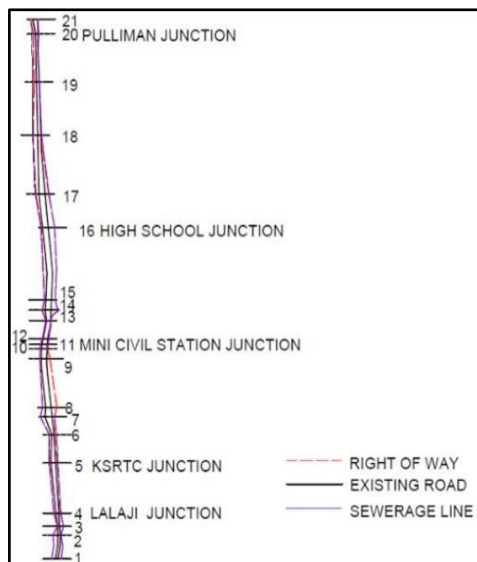 21
20 PULLIMAN JUNCTION
19
18
17
16 HIGH SCHOOL JUNCTION
15
14
13
12
11 MINI CIVIL STATION JUNCTION
10
9
8
7
6
5 KSRTC JUNCTION
4 LALAJI JUNCTION
3
2
1
RIGHT OF WAY
EXISTING ROAD
SEWERAGE LINE